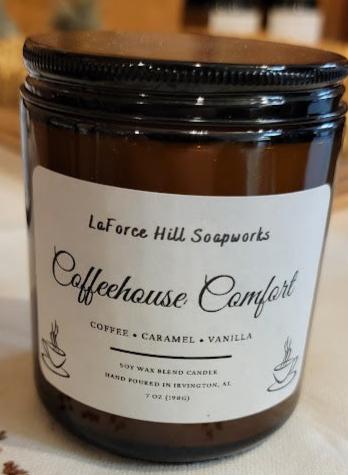 LaForce Hill Soapworks
Coffeehouse Comfort
COFFEE • CARAMEL • VANILLA
SOY WAX BLEND CANDLE
HAND POURED IN IRVINGTON, AL
7 OZ (198G)